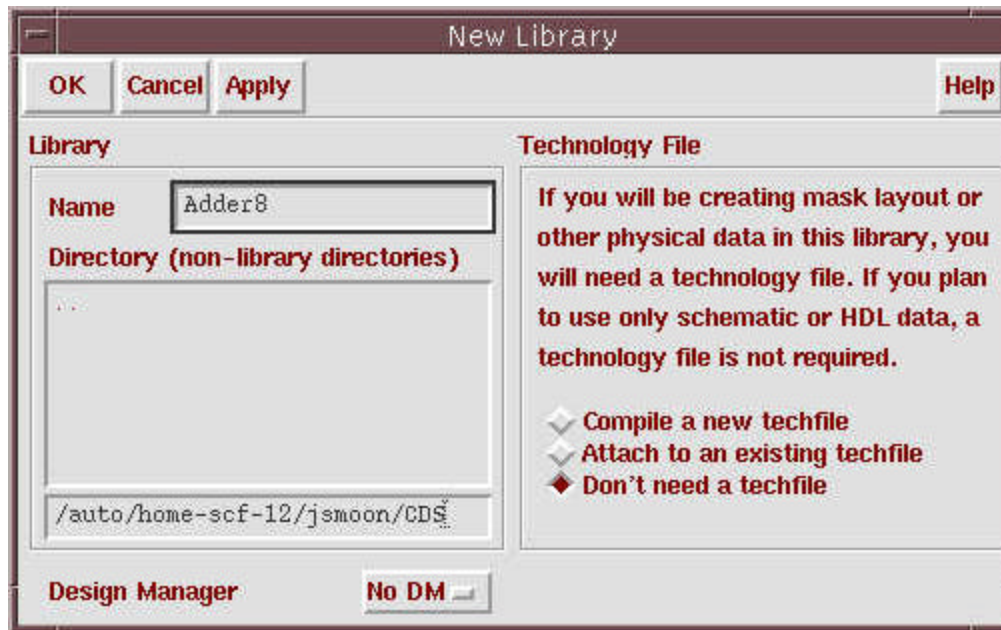 New Library
OK Cancel Apply Help
Library
Name Adder8
Directory (non-library directories)
..
/auto/home-scf-12/jsmoon/CDS
Design Manager No DM
Technology File
If you will be creating mask layout or
other physical data in this library, you
will need a technology file. If you plan
to use only schematic or HDL data, a
technology file is not required.
Compile a new techfile
Attach to an existing techfile
Don't need a techfile